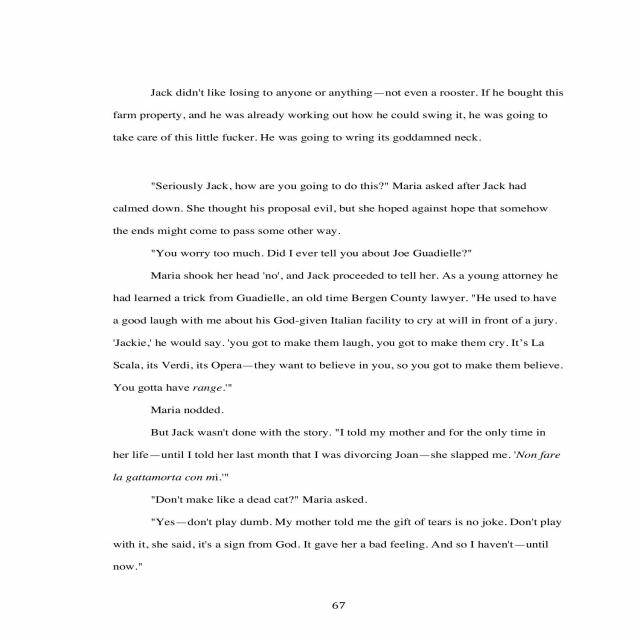 Jack didn't like losing to anyone or anything—not even a rooster. If he bought this
farm property, and he was already working out how he could swing it, he was going to
take care of this little fucker. He was going to wring its goddamned neck.
"Seriously Jack, how are you going to do this?" Maria asked after Jack had
calmed down. She thought his proposal evil, but she hoped against hope that somehow
the ends might come to pass some other way.
"You worry too much. Did I ever tell you about Joe Guadielle?"
Maria shook her head 'no', and Jack proceeded to tell her. As a young attorney he
had learned a trick from Guadielle, an old time Bergen County lawyer. "He used to have
a good laugh with me about his God-given Italian facility to cry at will in front of a jury.
'Jackie,' he would say. 'you got to make them laugh, you got to make them cry. It's La
Scala, its Verdi, its Opera—they want to believe in you, so you got to make them believe.
You gotta have range.'"
Maria nodded.
But Jack wasn't done with the story. "I told my mother and for the only time in
her life—until I told her last month that I was divorcing Joan—she slapped me. 'Non fare
la gattamorta con mi.'"
"Don't make like a dead cat?" Maria asked.
"Yes—don't play dumb. My mother told me the gift of tears is no joke. Don't play
with it, she said, it's a sign from God. It gave her a bad feeling. And so I haven't—until
now."
67